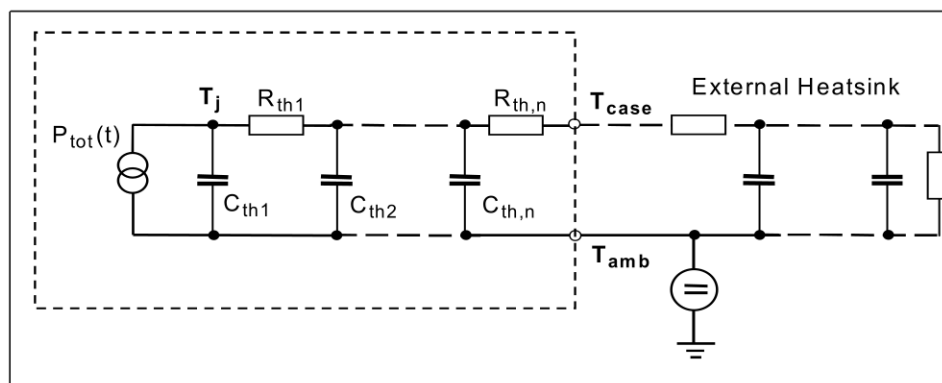 External Heatsink
T_j
R_th1
R_th,n
T_case
P_tot(t)
C_th1
C_th2
C_th,n
T_amb